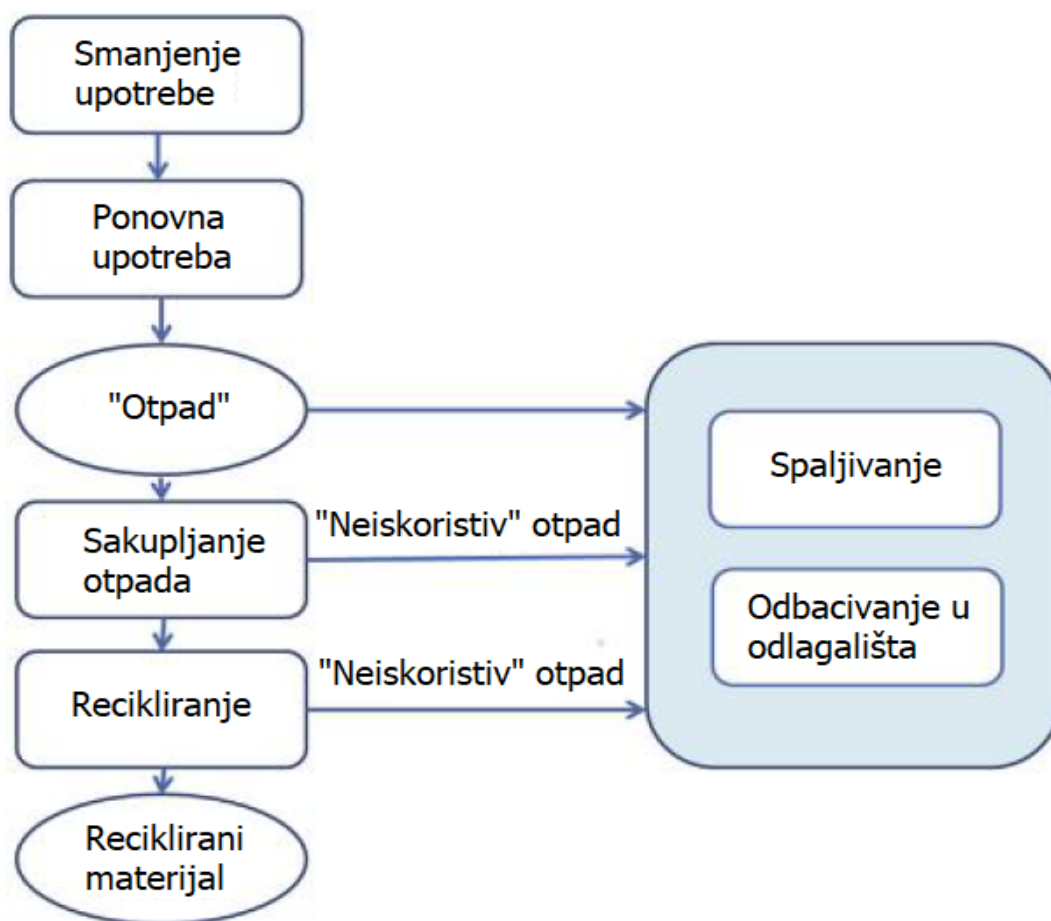 Smanjenje
upotrebe
Ponovna
upotreba
"Otpad"
Spaljivanje
"Neiskoristiv" otpad
Sakupljanje
otpada
Odbacivanje u
odlagališta
"Neiskoristiv" otpad
Recikliranje
Reciklirani
materijal